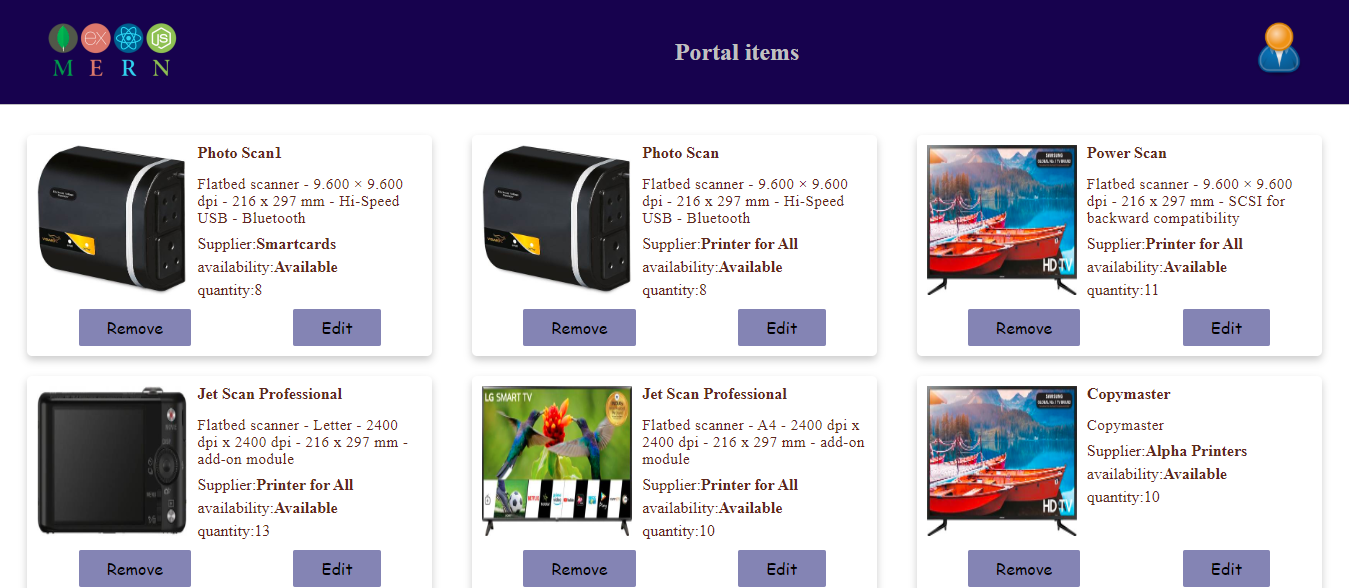 ex JS
M E R N
Portal items
Photo Scan1
Flatbed scanner - 9.600 × 9.600
dpi - 216 x 297 mm - Hi-Speed
USB - Bluetooth
Supplier:Smartcards
availability:Available
quantity:8
Remove Edit
Photo Scan
Flatbed scanner - 9.600 × 9.600
dpi - 216 x 297 mm - Hi-Speed
USB - Bluetooth
Supplier:Printer for All
availability:Available
quantity:8
Remove Edit
SAMSUNG
HD TV
Power Scan
Flatbed scanner - 9.600 × 9.600
dpi - 216 x 297 mm - SCSI for
backward compatibility
Supplier:Printer for All
availability:Available
quantity:11
Remove Edit
Jet Scan Professional
Flatbed scanner - Letter - 2400
dpi x 2400 dpi - 216 x 297 mm -
add-on module
Supplier:Printer for All
availability:Available
quantity:13
Remove Edit
LG SMART TV
Jet Scan Professional
Flatbed scanner - A4 - 2400 dpi x
2400 dpi - 216 x 297 mm - add-on
module
Supplier:Printer for All
availability:Available
quantity:10
Remove Edit
SAMSUNG
HD TV
Copymaster
Copymaster
Supplier:Alpha Printers
availability:Available
quantity:10
Remove Edit